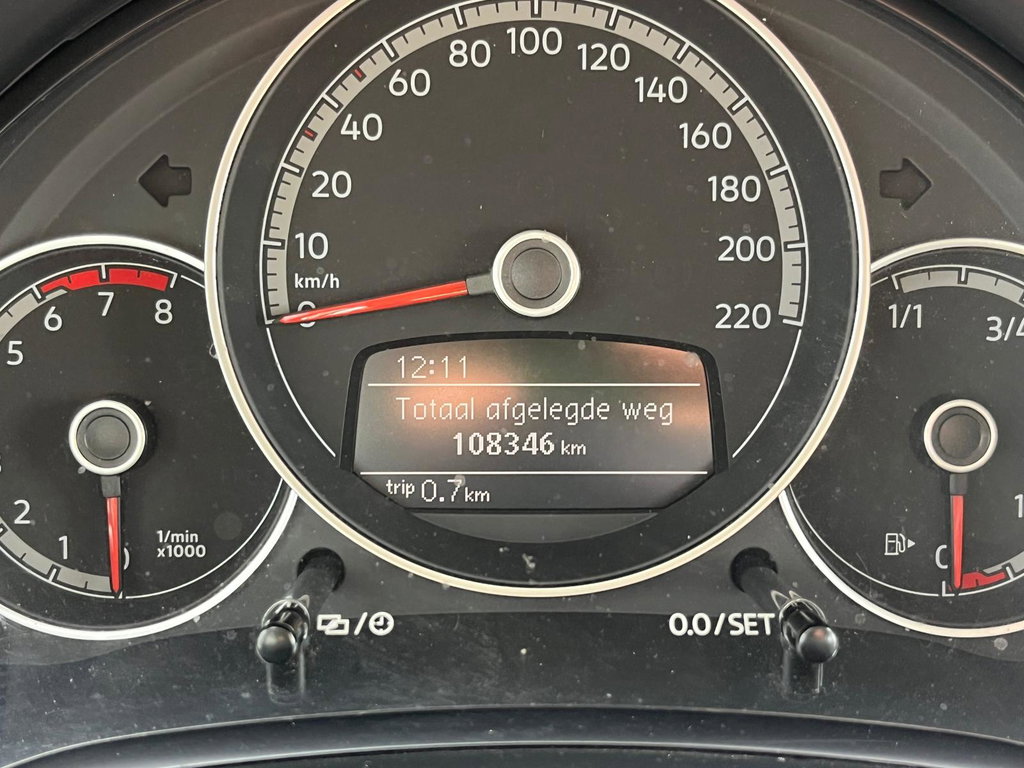 80 100 120
60 140
40 160
20 180
10 200
km/h
0 220
6 7 8
5
2
1
0
1/min
x1000
12:11
Totaal afgelegde weg
108346 km
trip 0.7 km
1/1
3/4
0
0.0/SET